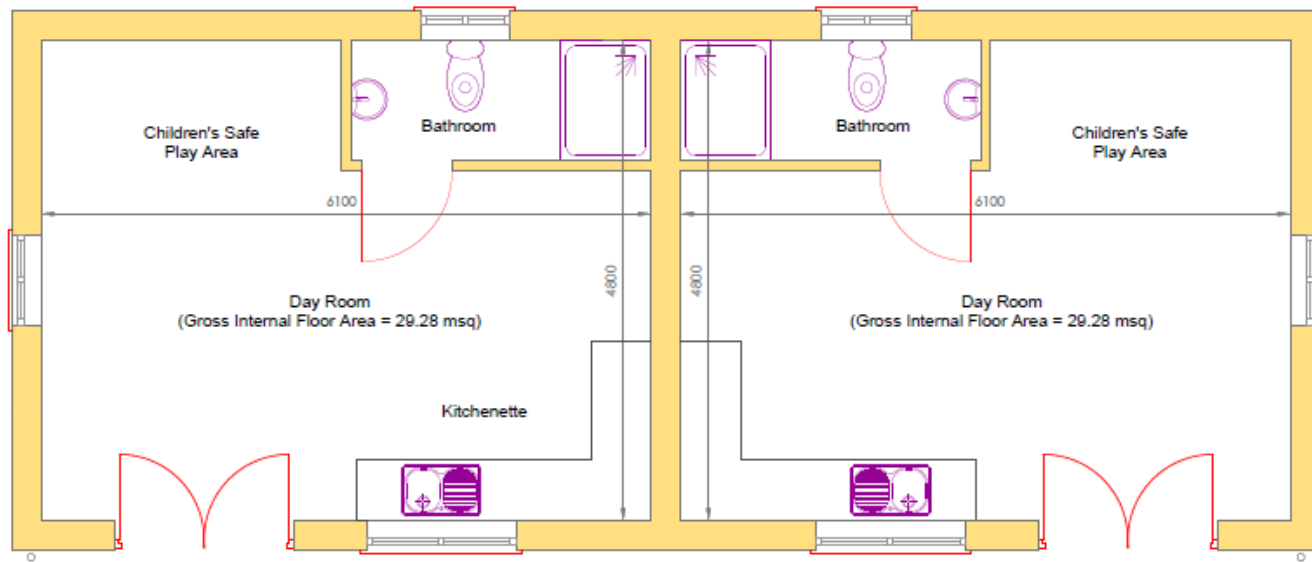 Children's Safe
Play Area
Bathroom
Bathroom
Children's Safe
Play Area
6100
6100
4800
4800
Day Room
(Gross Internal Floor Area = 29.28 msq)
Day Room
(Gross Internal Floor Area = 29.28 msq)
Kitchenette